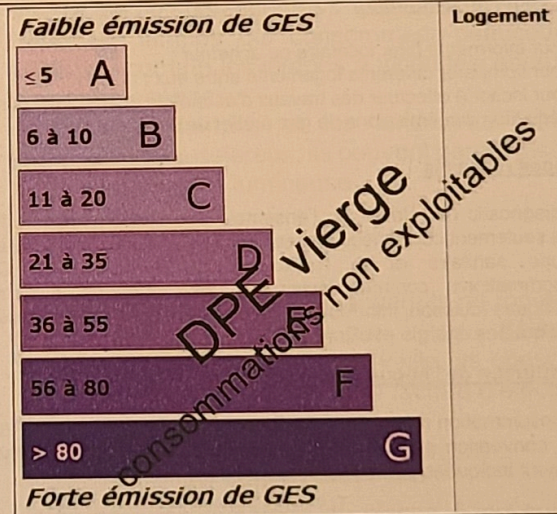 Faible émission de GES
Logement
≤ 5 A
6 à 10 B
11 à 20 C
21 à 35 D
36 à 55 E
56 à 80 F
> 80 G
Forte émission de GES
DPE vierge
consommations non exploitables